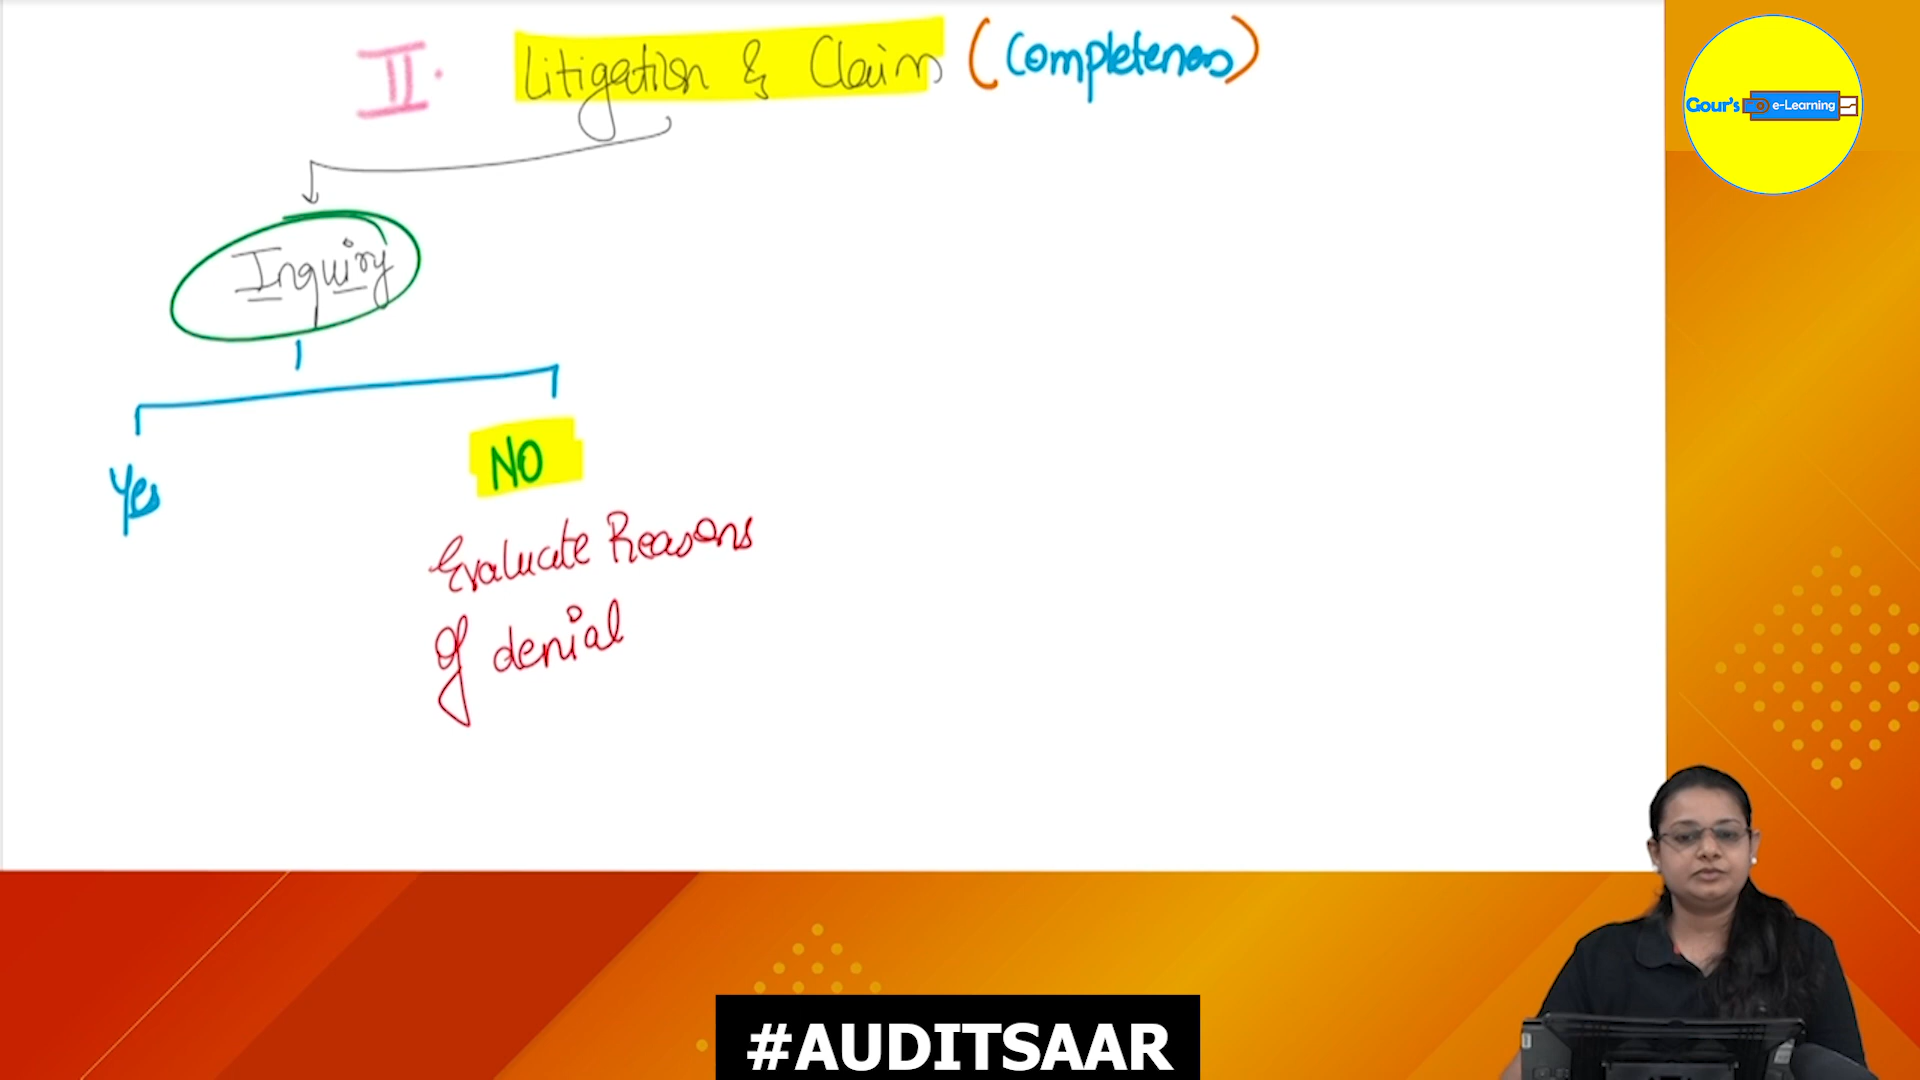 II. Litigation & Claim (Completeness)
Inquiry
Yes
NO
Evaluate Reasons
Of denial
Gour's e-Learning
#AUDITSAAR